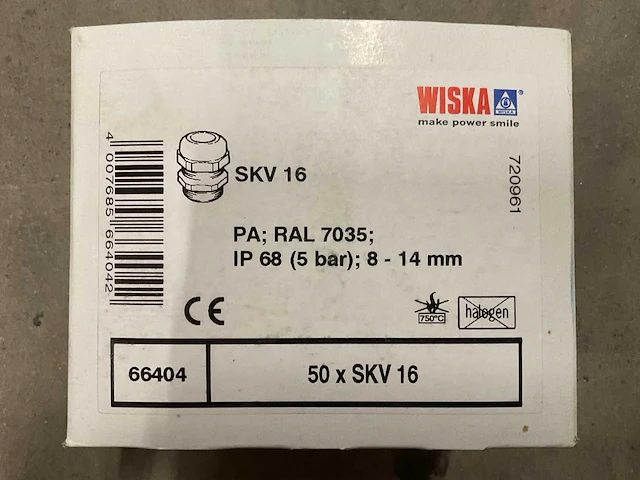 WISKA
WISKA
®
make power smile
SKV 16
720961
4 007685 664042
PA; RAL 7035;
IP 68 (5 bar); 8 - 14 mm
CE
750°C
halogen
66404
50 x SKV 16